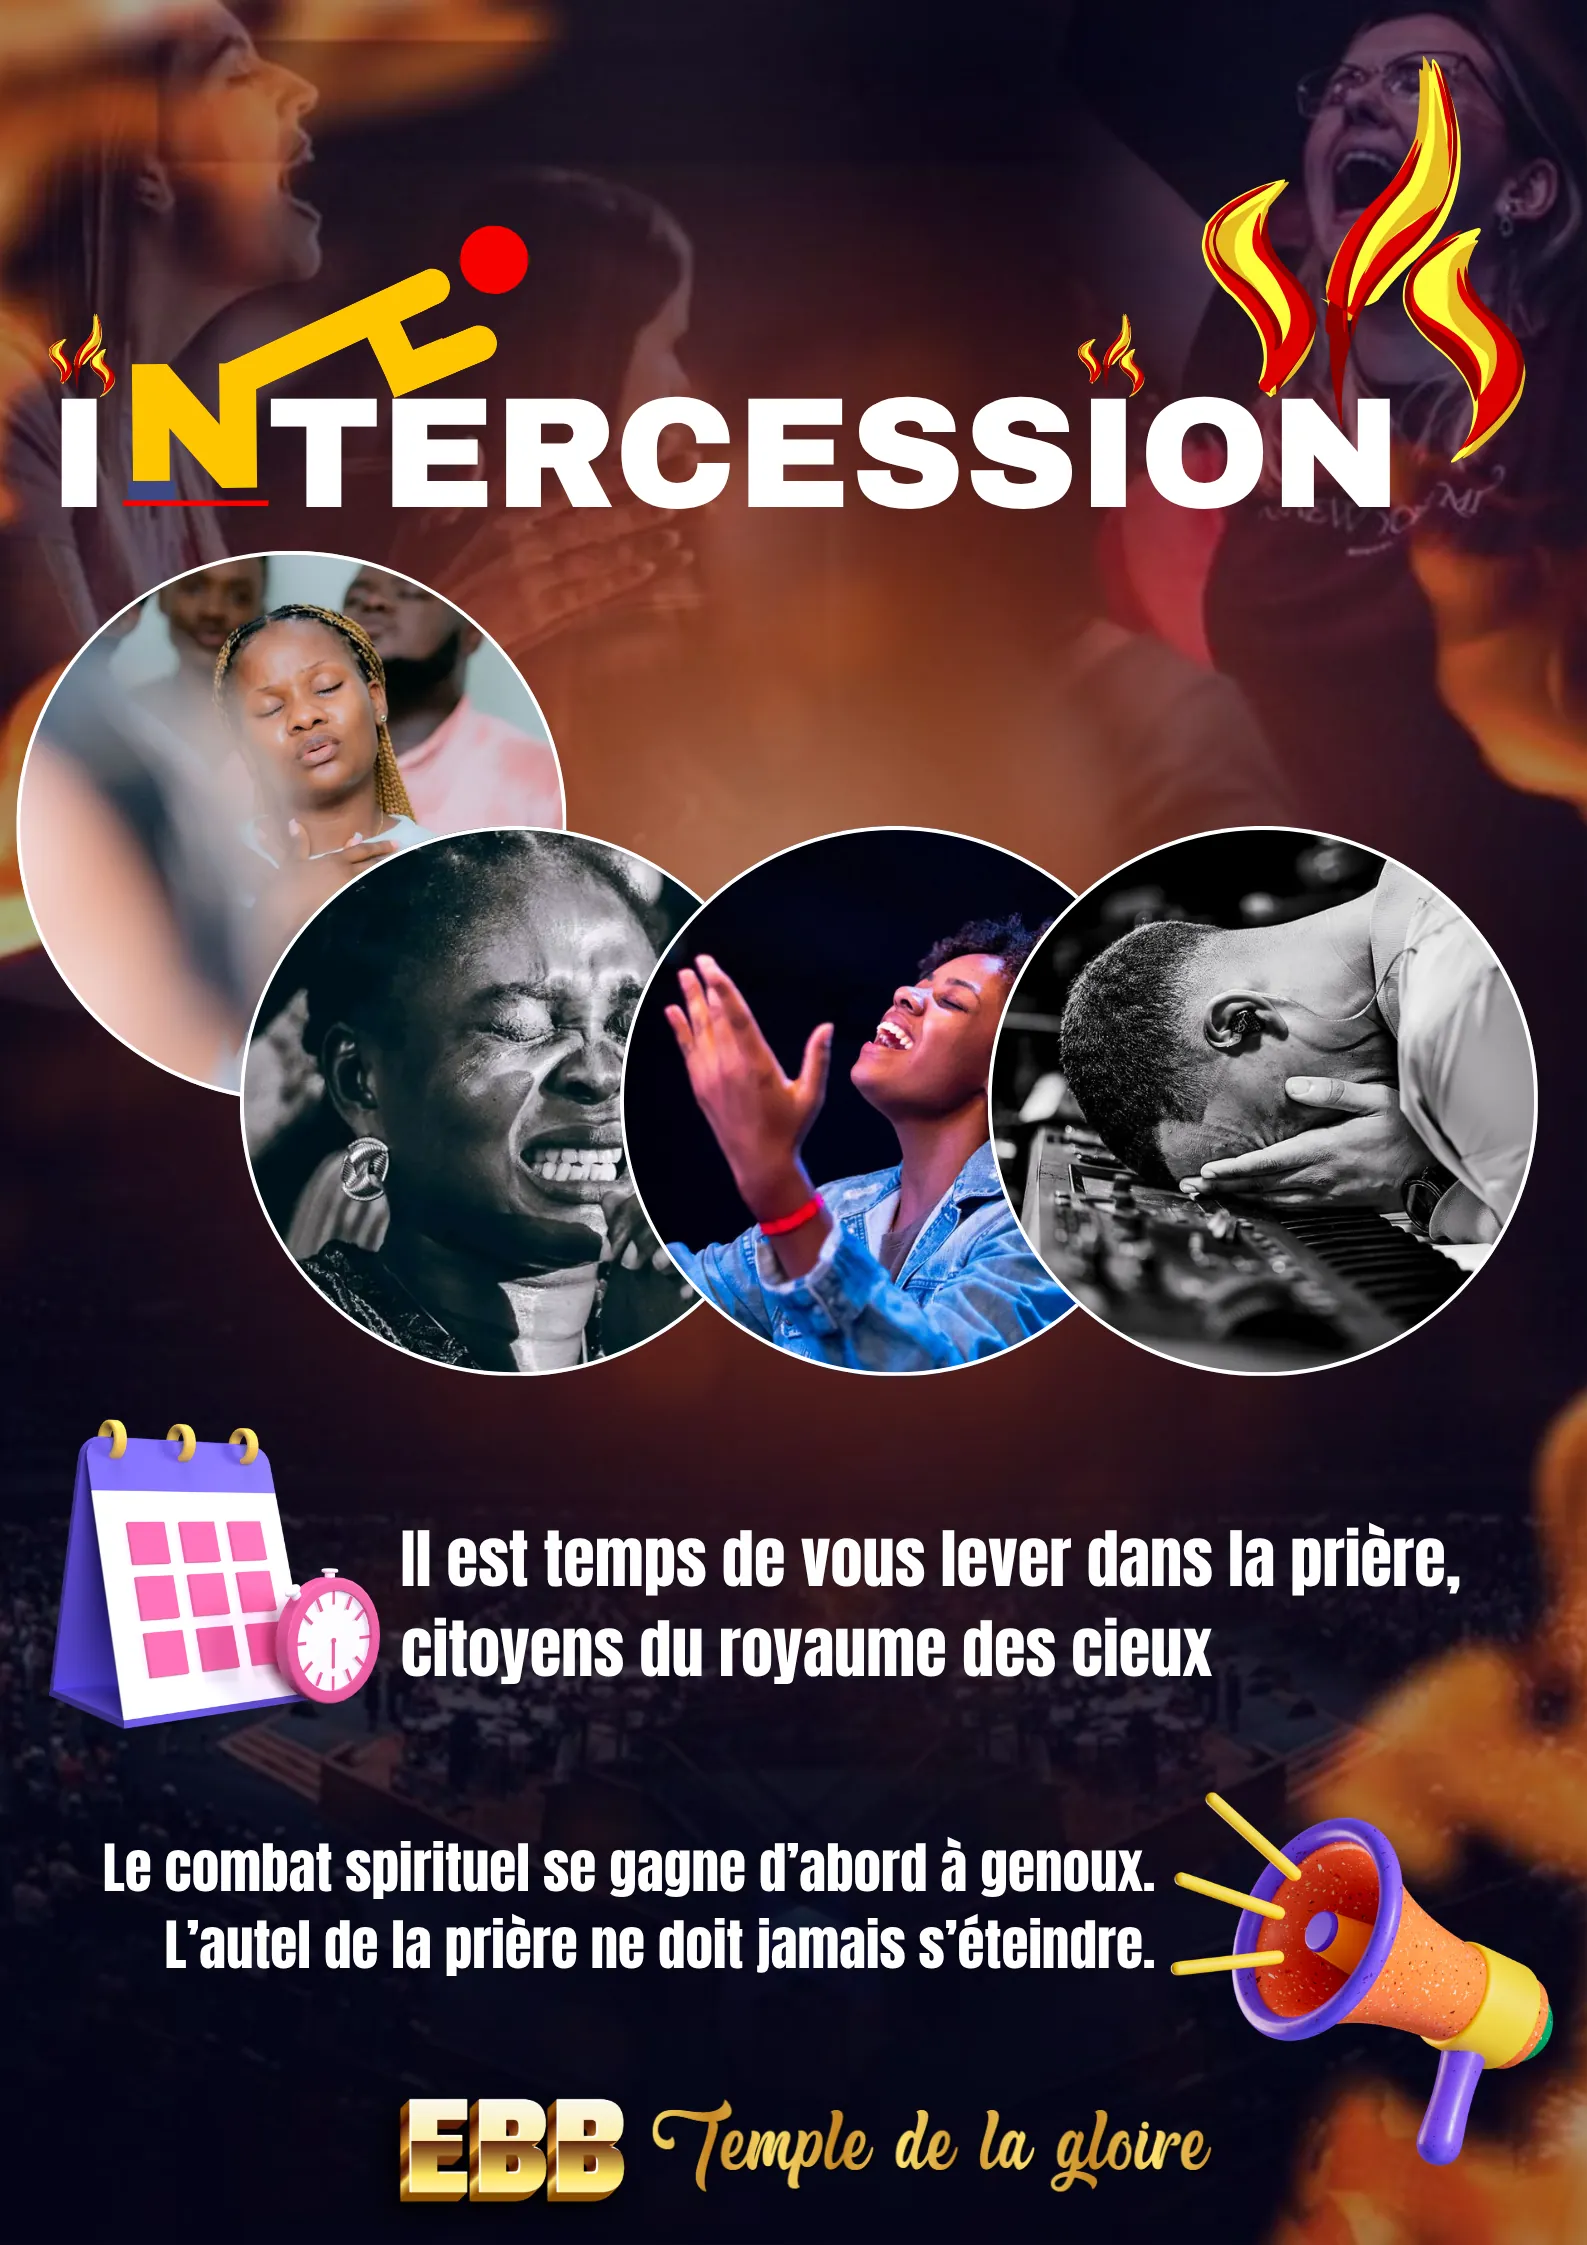 INTERCESSION
Il est temps de vous lever dans la prière,
citoyens du royaume des cieux
Le combat spirituel se gagne d’abord à genoux.
L’autel de la prière ne doit jamais s’éteindre.
EBB Temple de la gloire